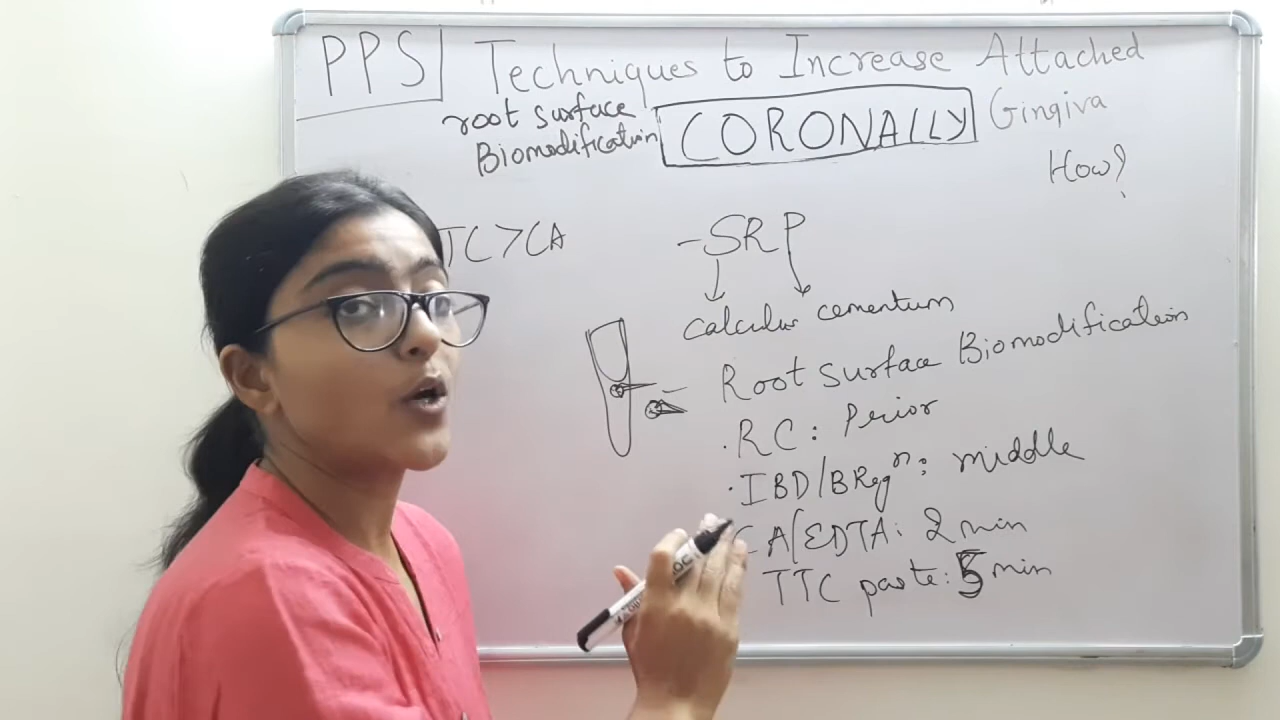 PPS Techniques to Increase Attached
root surface
Biomodification CORONALLY Gingiva
How?
TC > CA
- SRP
calculus cementum
- Root Surface Biomodification
. RC : Prior
. IBD/BRegⁿ : middle
CA/EDTA : 2 min
TTC paste : 5 min